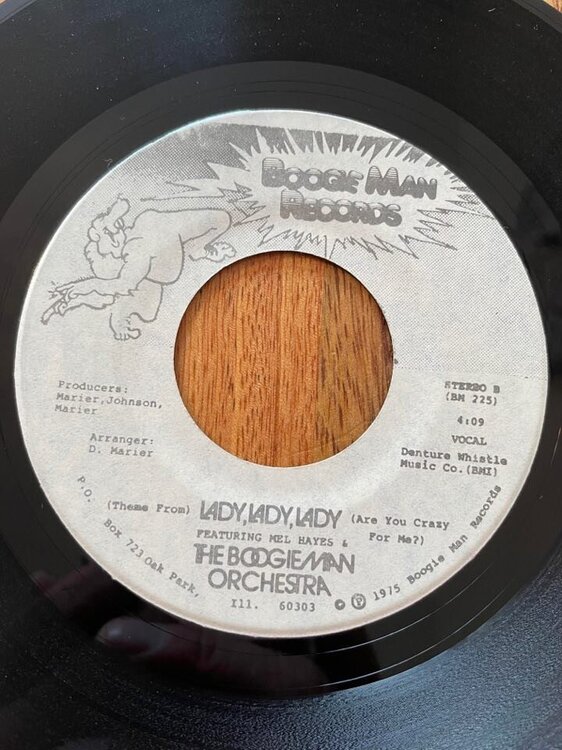 BOOGIE MAN
RECORDS
Producers:
Marier, Johnson,
Marier
Arranger:
D. Marier
STEREO B
(BM 225)
4:09
VOCAL
Denture Whistle
Music Co.(BMI)
(Theme From) LADY, LADY, LADY (Are You Crazy
For Me?)
FEATURING MEL HAYES &
THE BOOGIEMAN
ORCHESTRA
P.O. Box 723 Oak Park, Ill. 60303 © ℗ 1975 Boogie Man Records